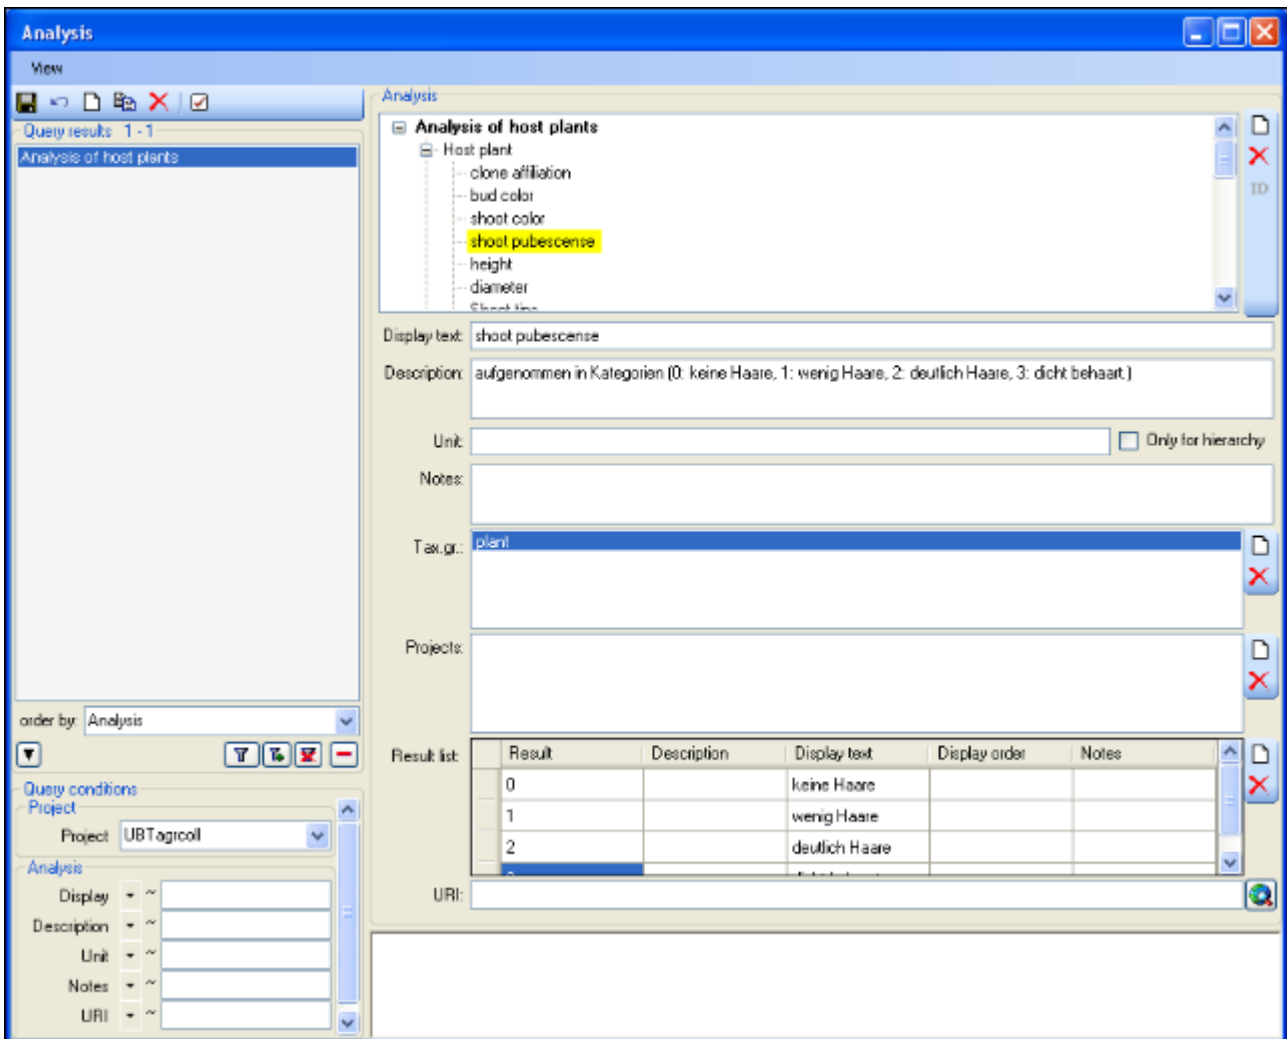 Analysis
View
Query results 1 - 1
Analysis of host plants
order by: Analysis
Query conditions
Project
Project UBTagrcoll
Analysis
Display ~
Description ~
Unit ~
Notes ~
URI ~
Analysis
Analysis of host plants
Host plant
clone affiliation
bud color
shoot color
shoot pubescense
height
diameter
ID
Display text: shoot pubescense
Description: aufgenommen in Kategorien (0: keine Haare, 1: wenig Haare, 2: deutlich Haare, 3: dicht behaart.)
Unit: Only for hierarchy
Notes:
Tax.gr.: plant
Projects:
Result list: Result Description Display text Display order Notes
0 keine Haare
1 wenig Haare
2 deutlich Haare
URI: